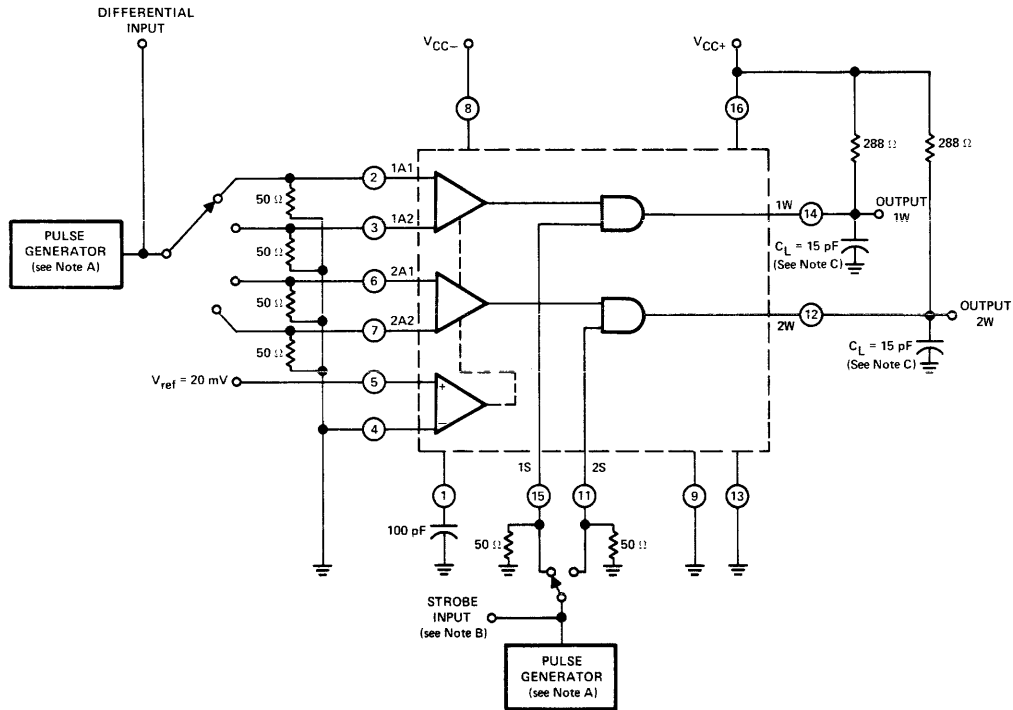 DIFFERENTIAL
INPUT
VCC−
VCC+
8
16
288 Ω
288 Ω
2
1A1
50 Ω
3
1A2
50 Ω
PULSE
GENERATOR
(see Note A)
1W
14
OUTPUT
1W
CL = 15 pF
(See Note C)
6
2A1
50 Ω
7
2A2
50 Ω
2W
12
OUTPUT
2W
CL = 15 pF
(See Note C)
Vref = 20 mV
5
+
4
−
1S
2S
1
15
11
9
13
100 pF
50 Ω
50 Ω
STROBE
INPUT
(see Note B)
PULSE
GENERATOR
(see Note A)